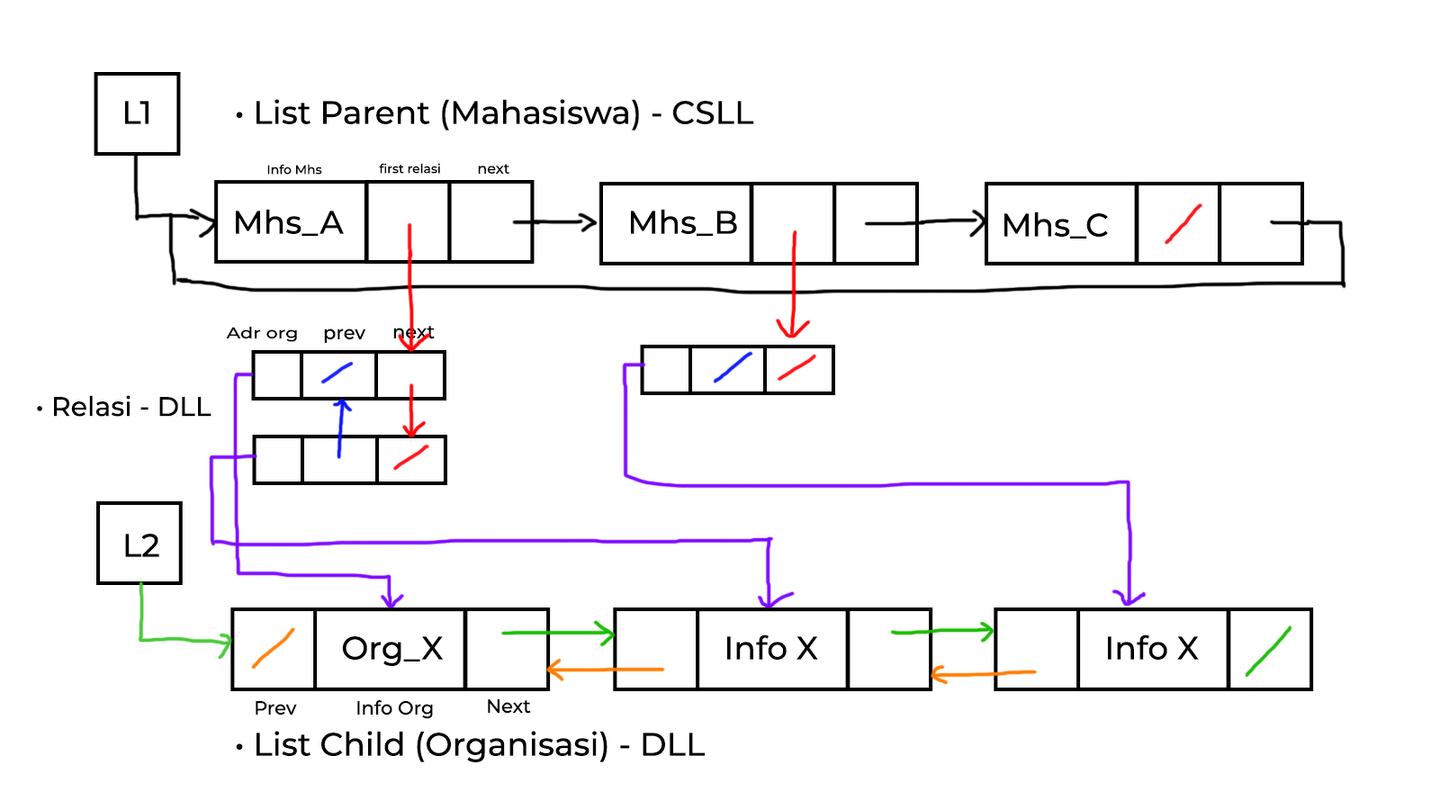 L1
• List Parent (Mahasiswa) - CSLL
Info Mhs first relasi next
Mhs_A Mhs_B Mhs_C
Adr org prev next
• Relasi - DLL
L2
Org_X Info X Info X
Prev Info Org Next
• List Child (Organisasi) - DLL